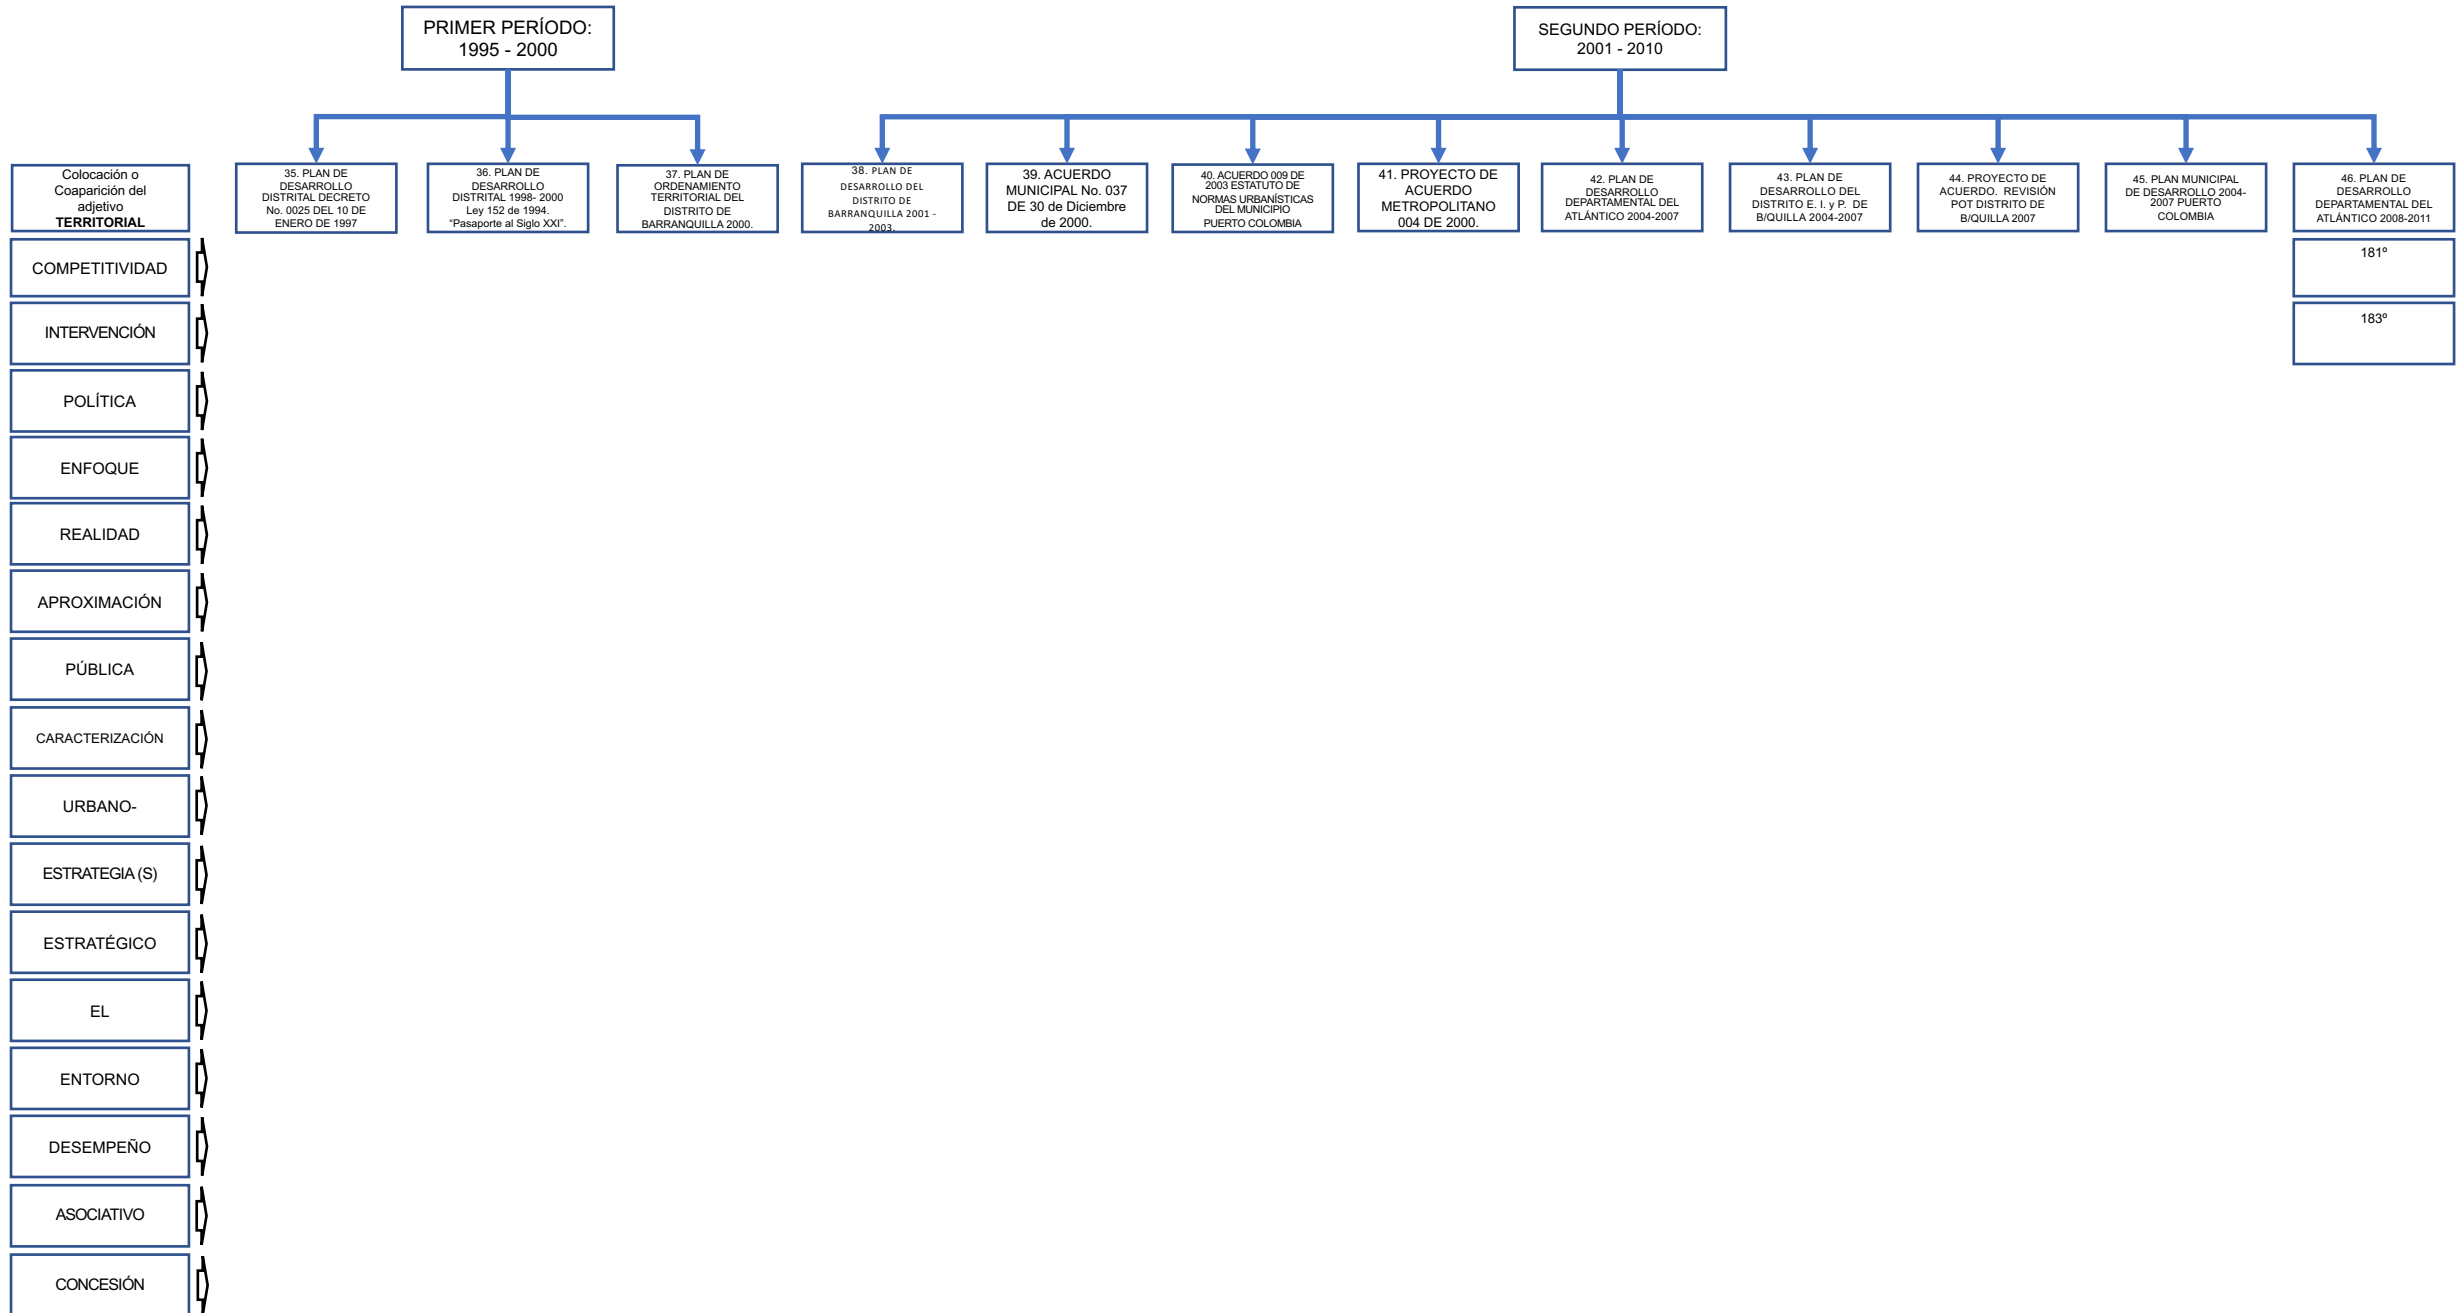 PRIMER PERÍODO:
1995 - 2000
SEGUNDO PERÍODO:
2001 - 2010
Colocación o
Coaparición del
adjetivo
TERRITORIAL
35. PLAN DE
DESARROLLO
DISTRITAL DECRETO
No. 0025 DEL 10 DE
ENERO DE 1997
36. PLAN DE
DESARROLLO
DISTRITAL 1998- 2000
Ley 152 de 1994.
“Pasaporte al Siglo XXI”.
37. PLAN DE
ORDENAMIENTO
TERRITORIAL DEL
DISTRITO DE
BARRANQUILLA 2000.
38. PLAN DE
DESARROLLO DEL
DISTRITO DE
BARRANQUILLA 2001 -
2003.
39. ACUERDO
MUNICIPAL No. 037
DE 30 de Diciembre
de 2000.
40. ACUERDO 009 DE
2003 ESTATUTO DE
NORMAS URBANÍSTICAS
DEL MUNICIPIO
PUERTO COLOMBIA
41. PROYECTO DE
ACUERDO
METROPOLITANO
004 DE 2000.
42. PLAN DE
DESARROLLO
DEPARTAMENTAL DEL
ATLÁNTICO 2004-2007
43. PLAN DE
DESARROLLO DEL
DISTRITO E. I. y P. DE
B/QUILLA 2004-2007
44. PROYECTO DE
ACUERDO. REVISIÓN
POT DISTRITO DE
B/QUILLA 2007
45. PLAN MUNICIPAL
DE DESARROLLO 2004-
2007 PUERTO
COLOMBIA
46. PLAN DE
DESARROLLO
DEPARTAMENTAL DEL
ATLÁNTICO 2008-2011
COMPETITIVIDAD
181º
INTERVENCIÓN
183º
POLÍTICA
ENFOQUE
REALIDAD
APROXIMACIÓN
PÚBLICA
CARACTERIZACIÓN
URBANO-
ESTRATEGIA (S)
ESTRATÉGICO
EL
ENTORNO
DESEMPEÑO
ASOCIATIVO
CONCESIÓN